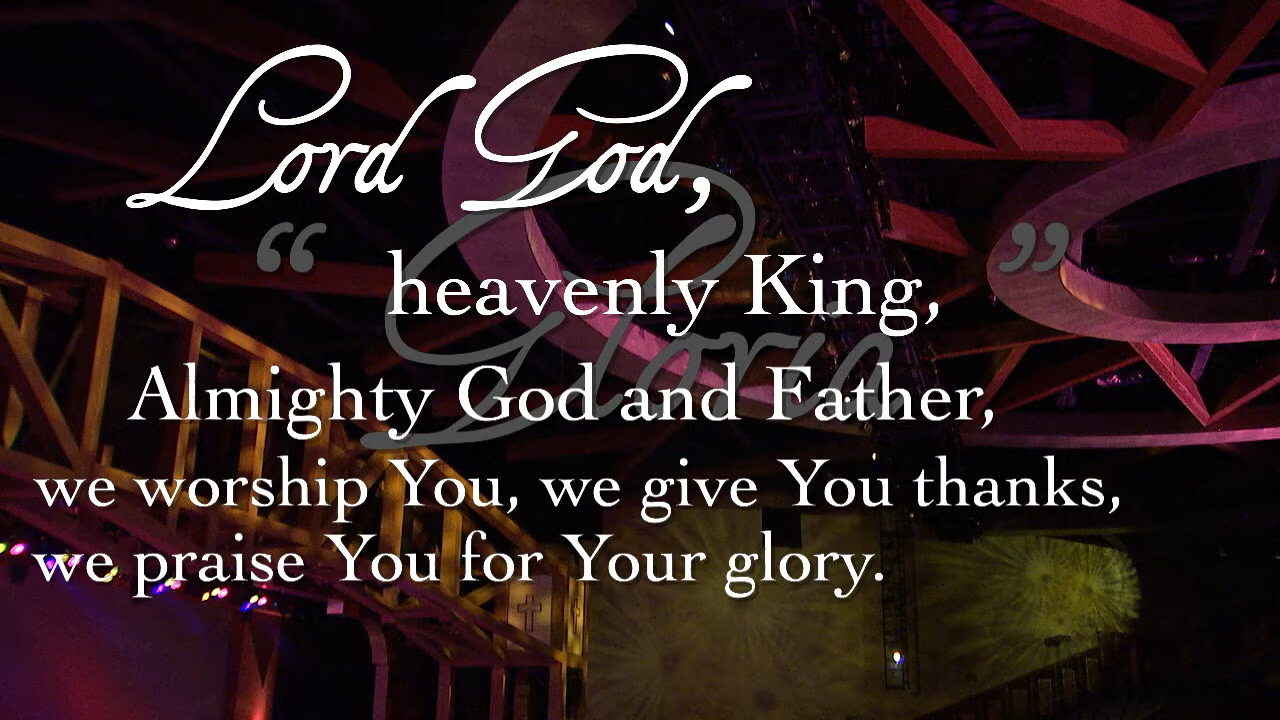 Lord God,
“ Gloria ”
heavenly King,
Almighty God and Father,
we worship You, we give You thanks,
we praise You for Your glory.